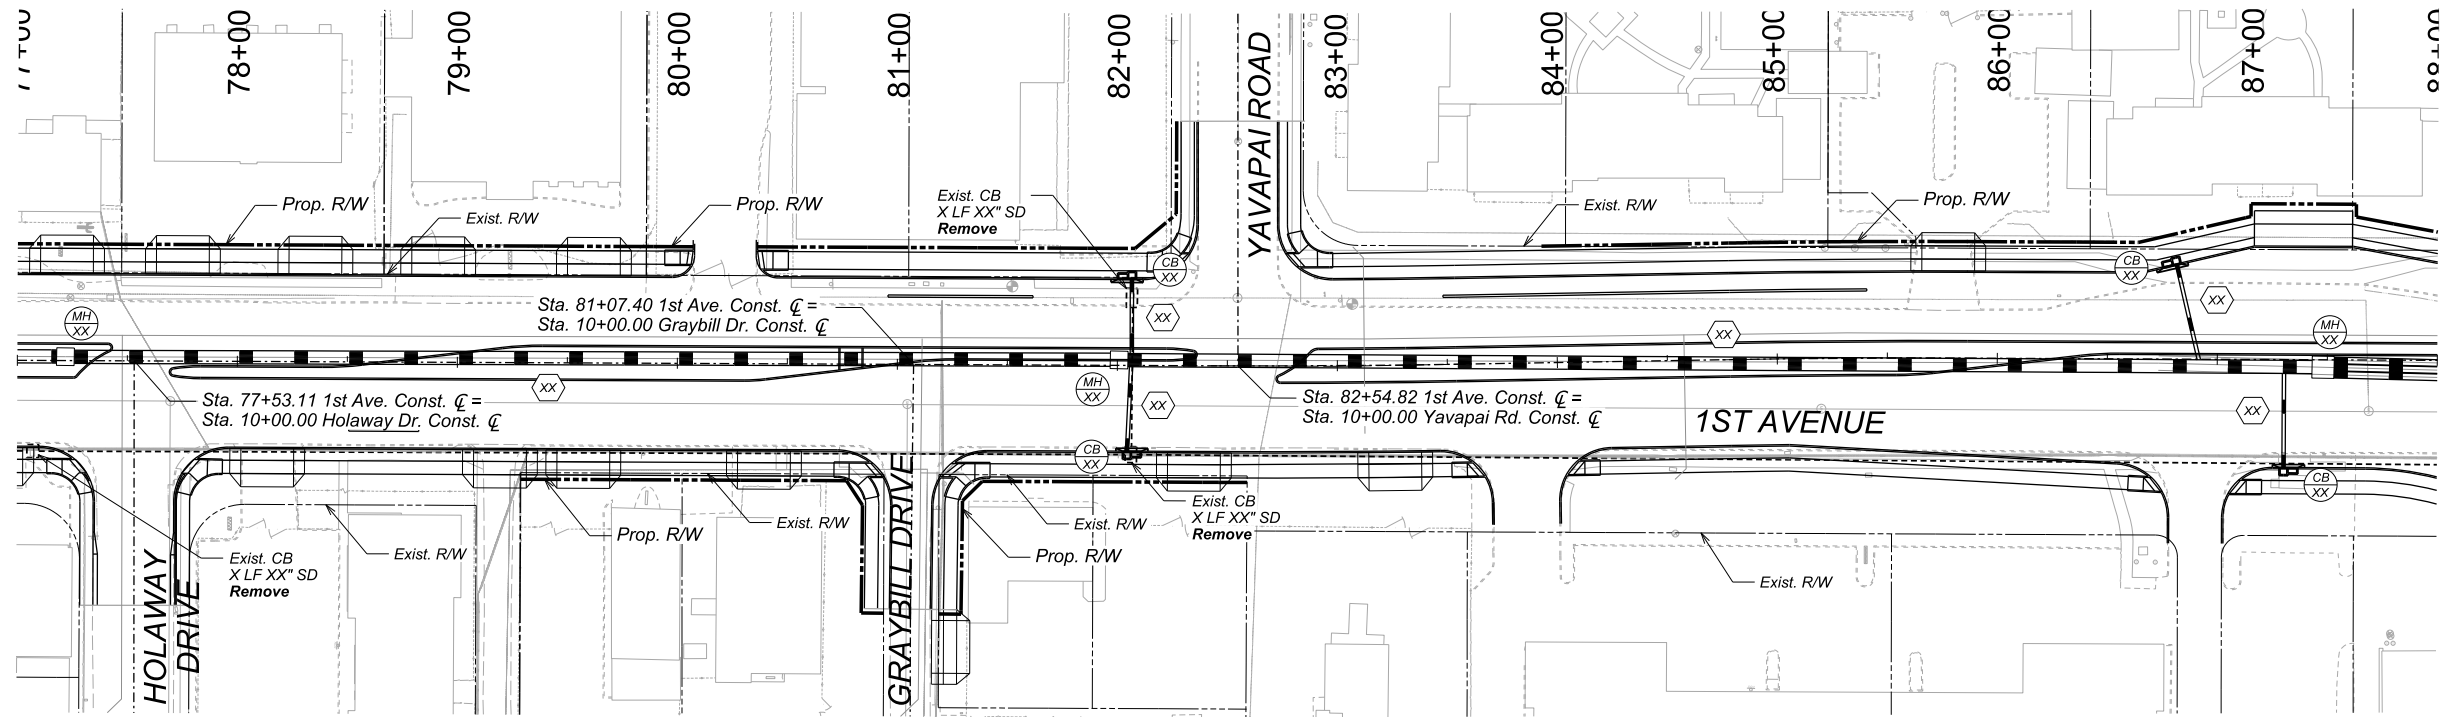 78+00
79+00
80+00
81+00
82+00
YAVAPAI ROAD
83+00
84+00
85+00
86+00
87+00
Prop. R/W
Exist. R/W
Prop. R/W
Exist. CB
X LF XX" SD
Remove
Exist. R/W
Prop. R/W
CB
XX
CB
XX
XX
XX
MH
XX
Sta. 81+07.40 1st Ave. Const. ℄ =
Sta. 10+00.00 Graybill Dr. Const. ℄
XX
MH
XX
Sta. 77+53.11 1st Ave. Const. ℄ =
Sta. 10+00.00 Holaway Dr. Const. ℄
XX
MH
XX
XX
Sta. 82+54.82 1st Ave. Const. ℄ =
Sta. 10+00.00 Yavapai Rd. Const. ℄
1ST AVENUE
XX
CB
XX
CB
XX
Exist. CB
X LF XX" SD
Remove
Exist. R/W
Prop. R/W
Exist. R/W
Exist. R/W
Prop. R/W
Exist. CB
X LF XX" SD
Remove
Exist. R/W
HOLAWAY
DRIVE
GRAYBILL DRIVE